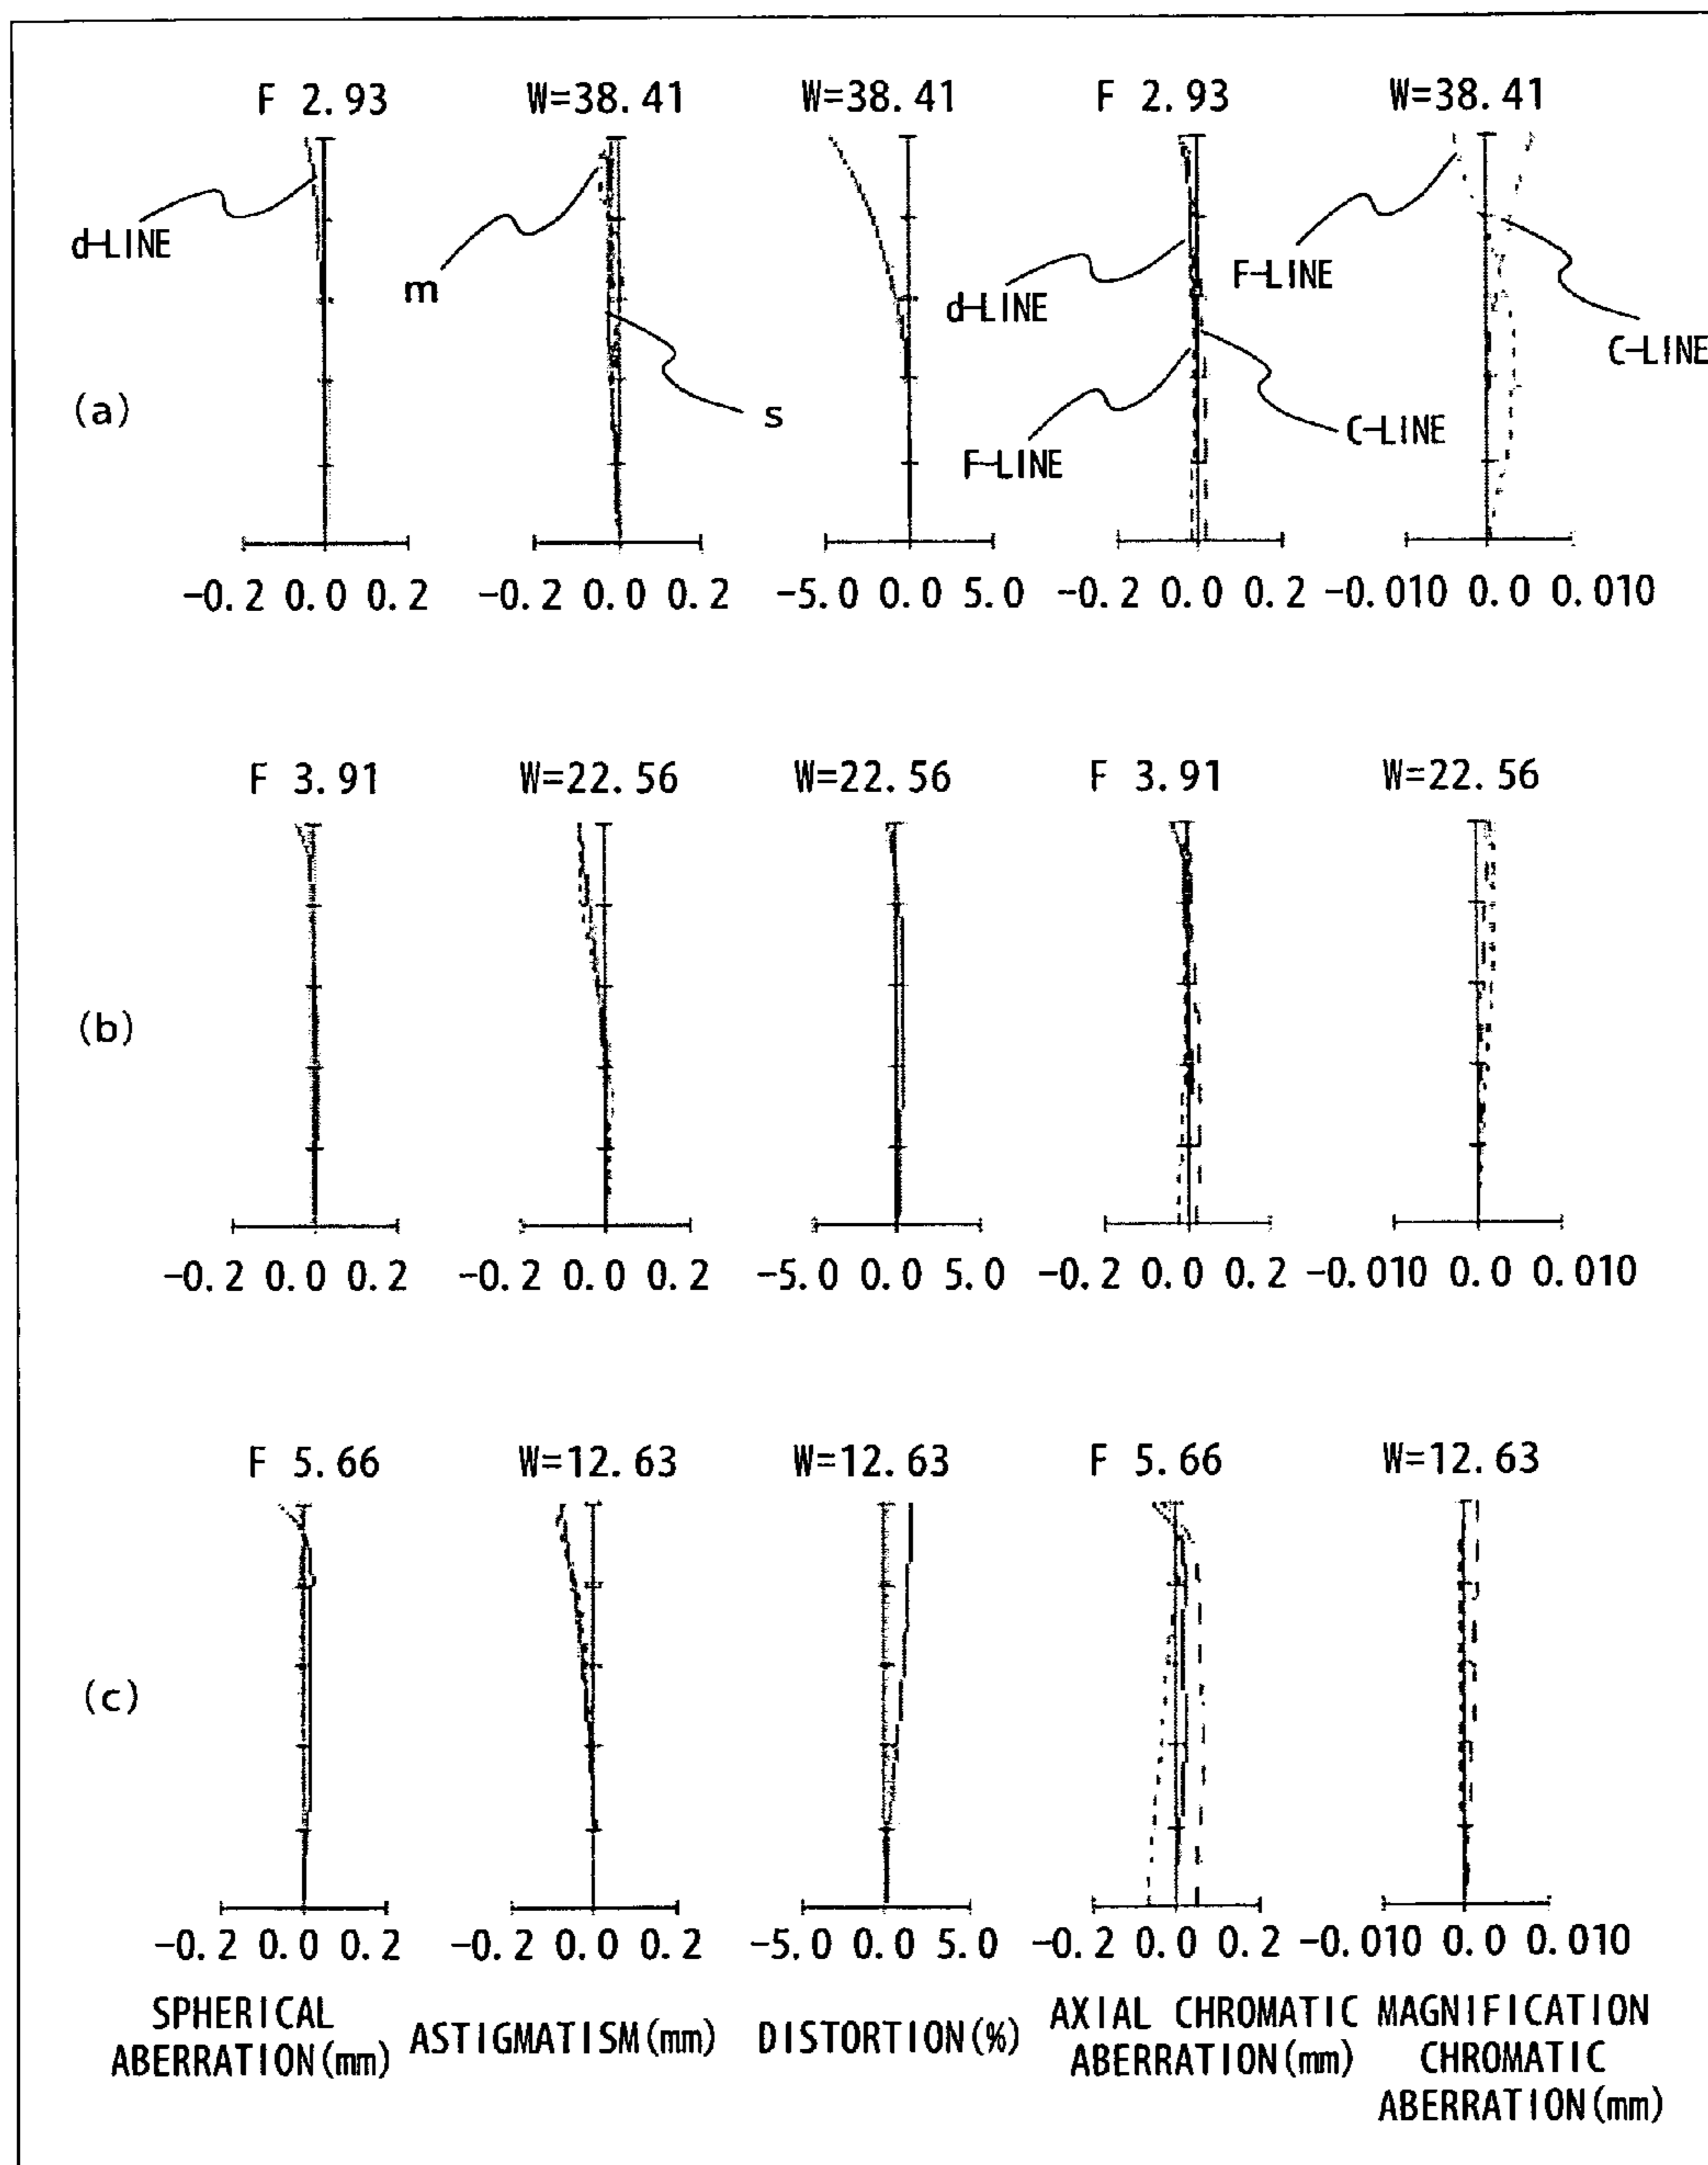 F 2.93 W=38.41 W=38.41 F 2.93 W=38.41
d-LINE
m
s
d-LINE
F-LINE
C-LINE
F-LINE
C-LINE
(a)
-0.2 0.0 0.2 -0.2 0.0 0.2 -5.0 0.0 5.0 -0.2 0.0 0.2 -0.010 0.0 0.010
F 3.91 W=22.56 W=22.56 F 3.91 W=22.56
(b)
-0.2 0.0 0.2 -0.2 0.0 0.2 -5.0 0.0 5.0 -0.2 0.0 0.2 -0.010 0.0 0.010
F 5.66 W=12.63 W=12.63 F 5.66 W=12.63
(c)
-0.2 0.0 0.2 -0.2 0.0 0.2 -5.0 0.0 5.0 -0.2 0.0 0.2 -0.010 0.0 0.010
SPHERICAL
ABERRATION(mm)
ASTIGMATISM(mm)
DISTORTION(%)
AXIAL CHROMATIC
ABERRATION(mm)
MAGNIFICATION
CHROMATIC
ABERRATION(mm)